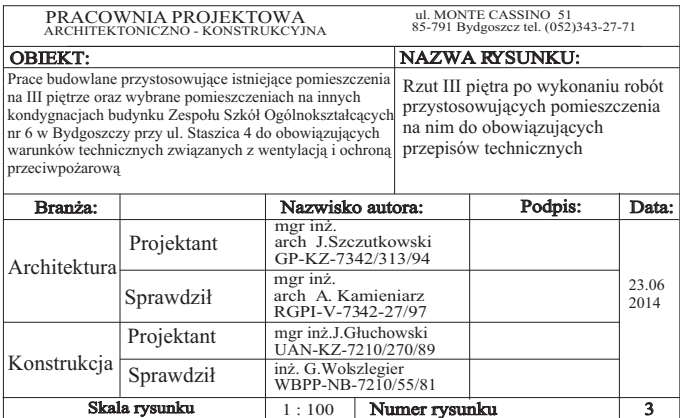 PRACOWNIA PROJEKTOWA
ARCHITEKTONICZNO - KONSTRUKCYJNA
ul. MONTE CASSINO 51
85-791 Bydgoszcz tel. (052)343-27-71
OBIEKT:
Prace budowlane przystosowujące istniejące pomieszczenia
na III piętrze oraz wybrane pomieszczeniach na innych
kondygnacjach budynku Zespołu Szkół Ogólnokształcących
nr 6 w Bydgoszczy przy ul. Staszica 4 do obowiązujących
warunków technicznych związanych z wentylacją i ochroną
przeciwpożarową
NAZWA RYSUNKU:
Rzut III piętra po wykonaniu robót
przystosowujących pomieszczenia
na nim do obowiązujących
przepisów technicznych
Branża: Nazwisko autora: Podpis: Data:
Architektura
Projektant
mgr inż.
arch J.Szczutkowski
GP-KZ-7342/313/94
Sprawdził
mgr inż.
arch A. Kamieniarz
RGPI-V-7342-27/97
23.06
2014
Konstrukcja
Projektant
mgr inż.J.Głuchowski
UAN-KZ-7210/270/89
Sprawdził
inż. G.Wolszlegier
WBPP-NB-7210/55/81
Skala rysunku 1 : 100 Numer rysunku 3